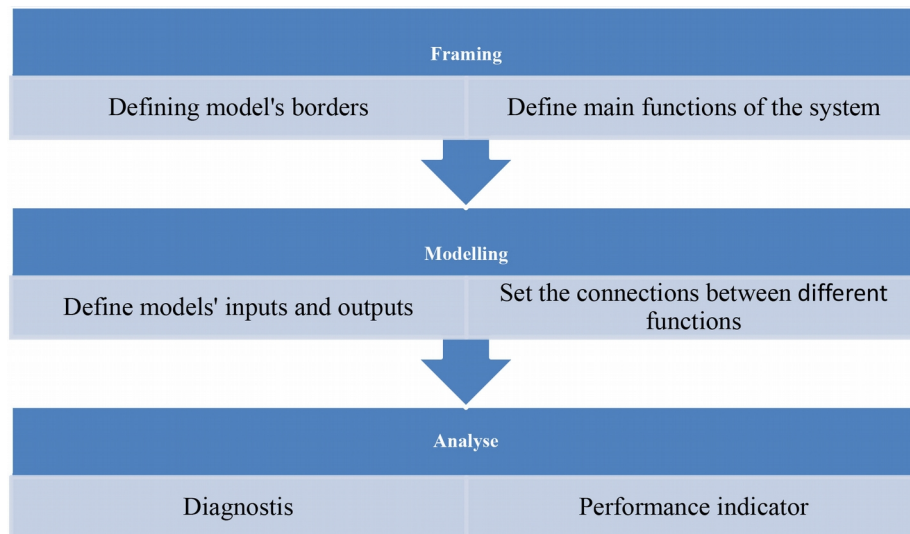 Framing
Defining model's borders
Define main functions of the system
Modelling
Define models' inputs and outputs
Set the connections between different
functions
Analyse
Diagnostis
Performance indicator